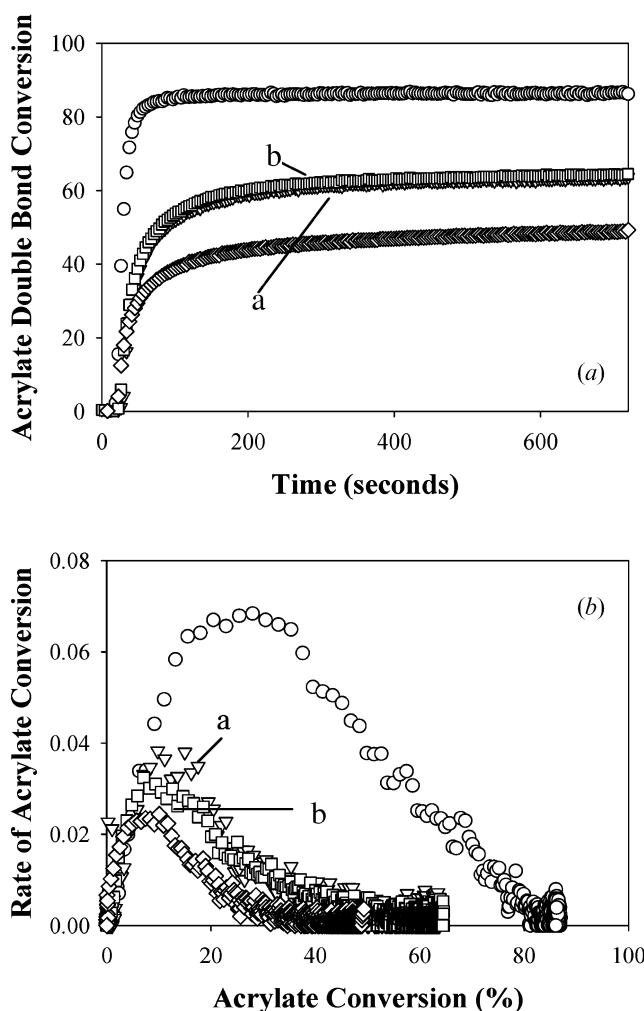 100
80
60
40
20
0
Acrylate Double Bond Conversion
b
a
(a)
0 200 400 600
Time (seconds)
0.08
0.06
0.04
0.02
0.00
Rate of Acrylate Conversion
(b)
a
b
0 20 40 60 80 100
Acrylate Conversion (%)